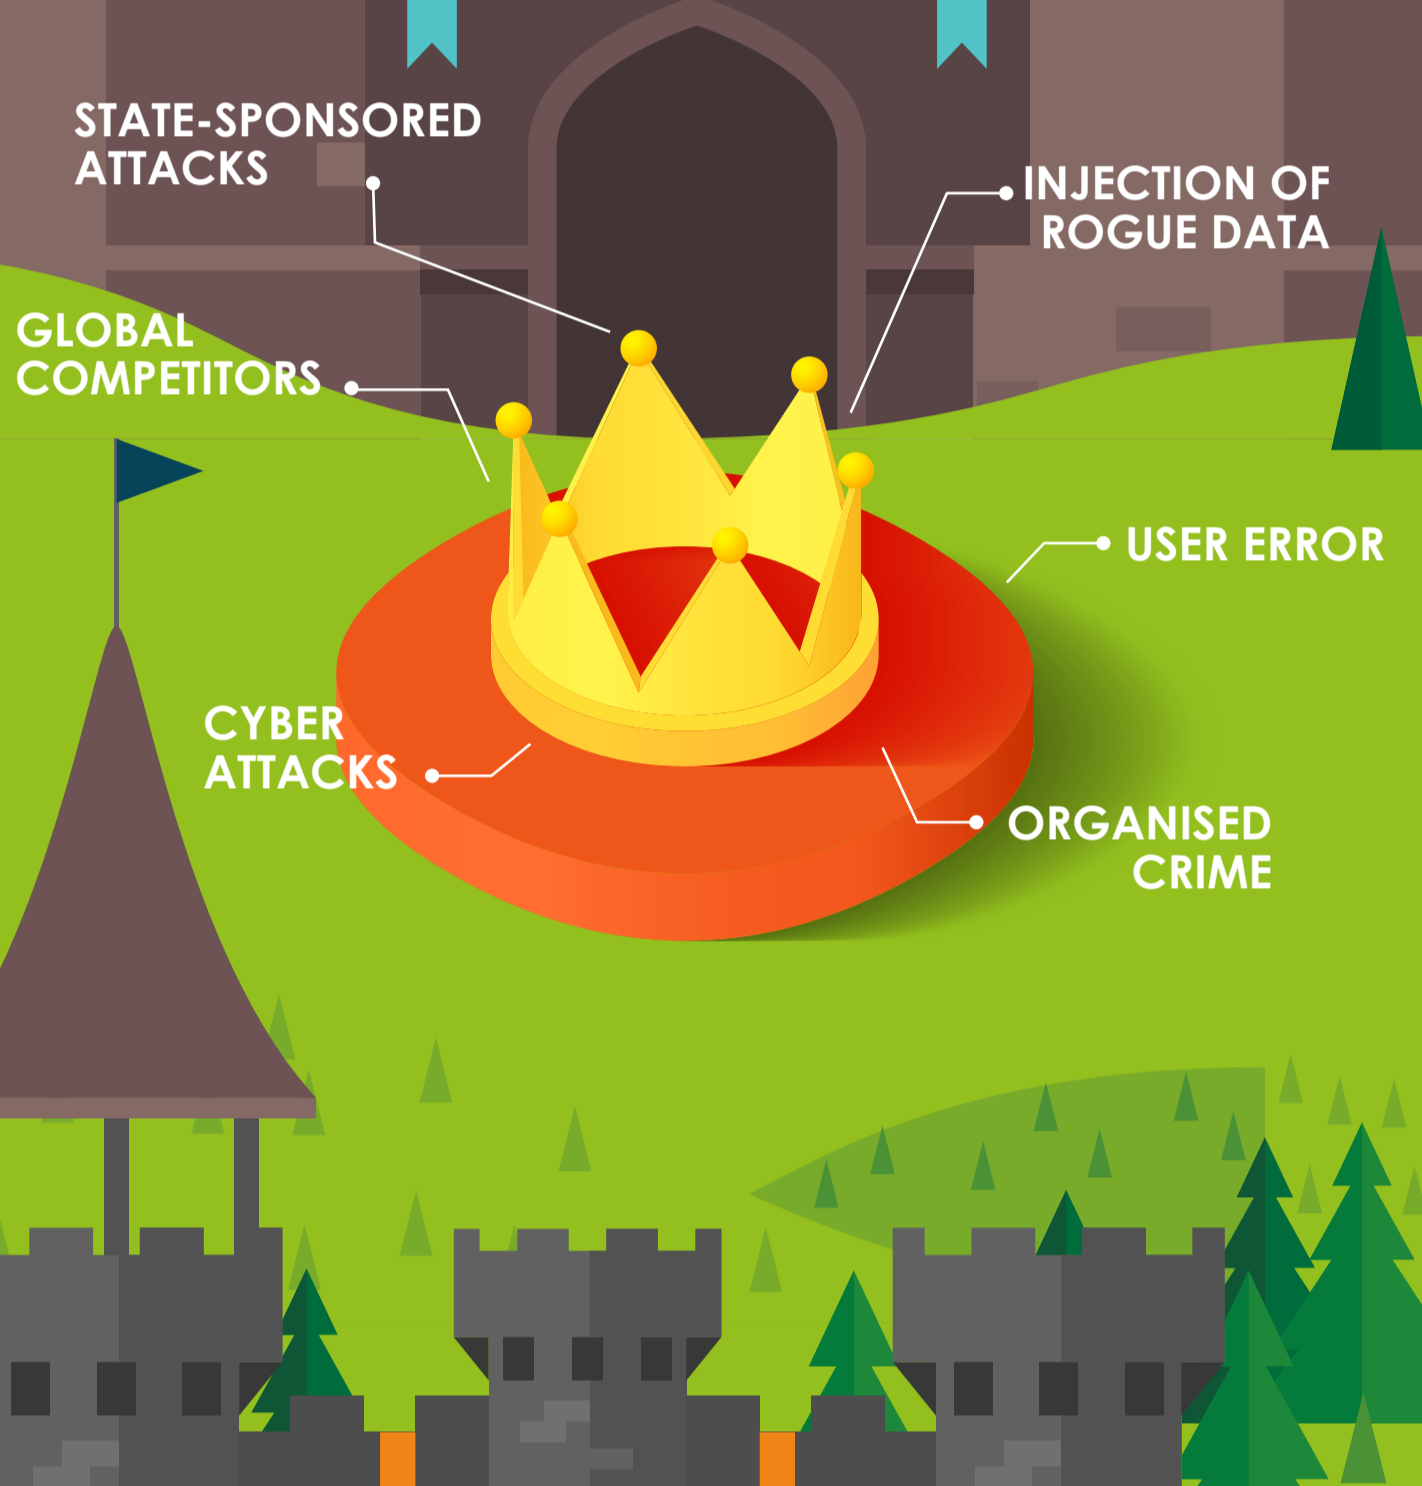 STATE-SPONSORED
ATTACKS
INJECTION OF
ROGUE DATA
GLOBAL
COMPETITORS
USER ERROR
CYBER
ATTACKS
ORGANISED
CRIME